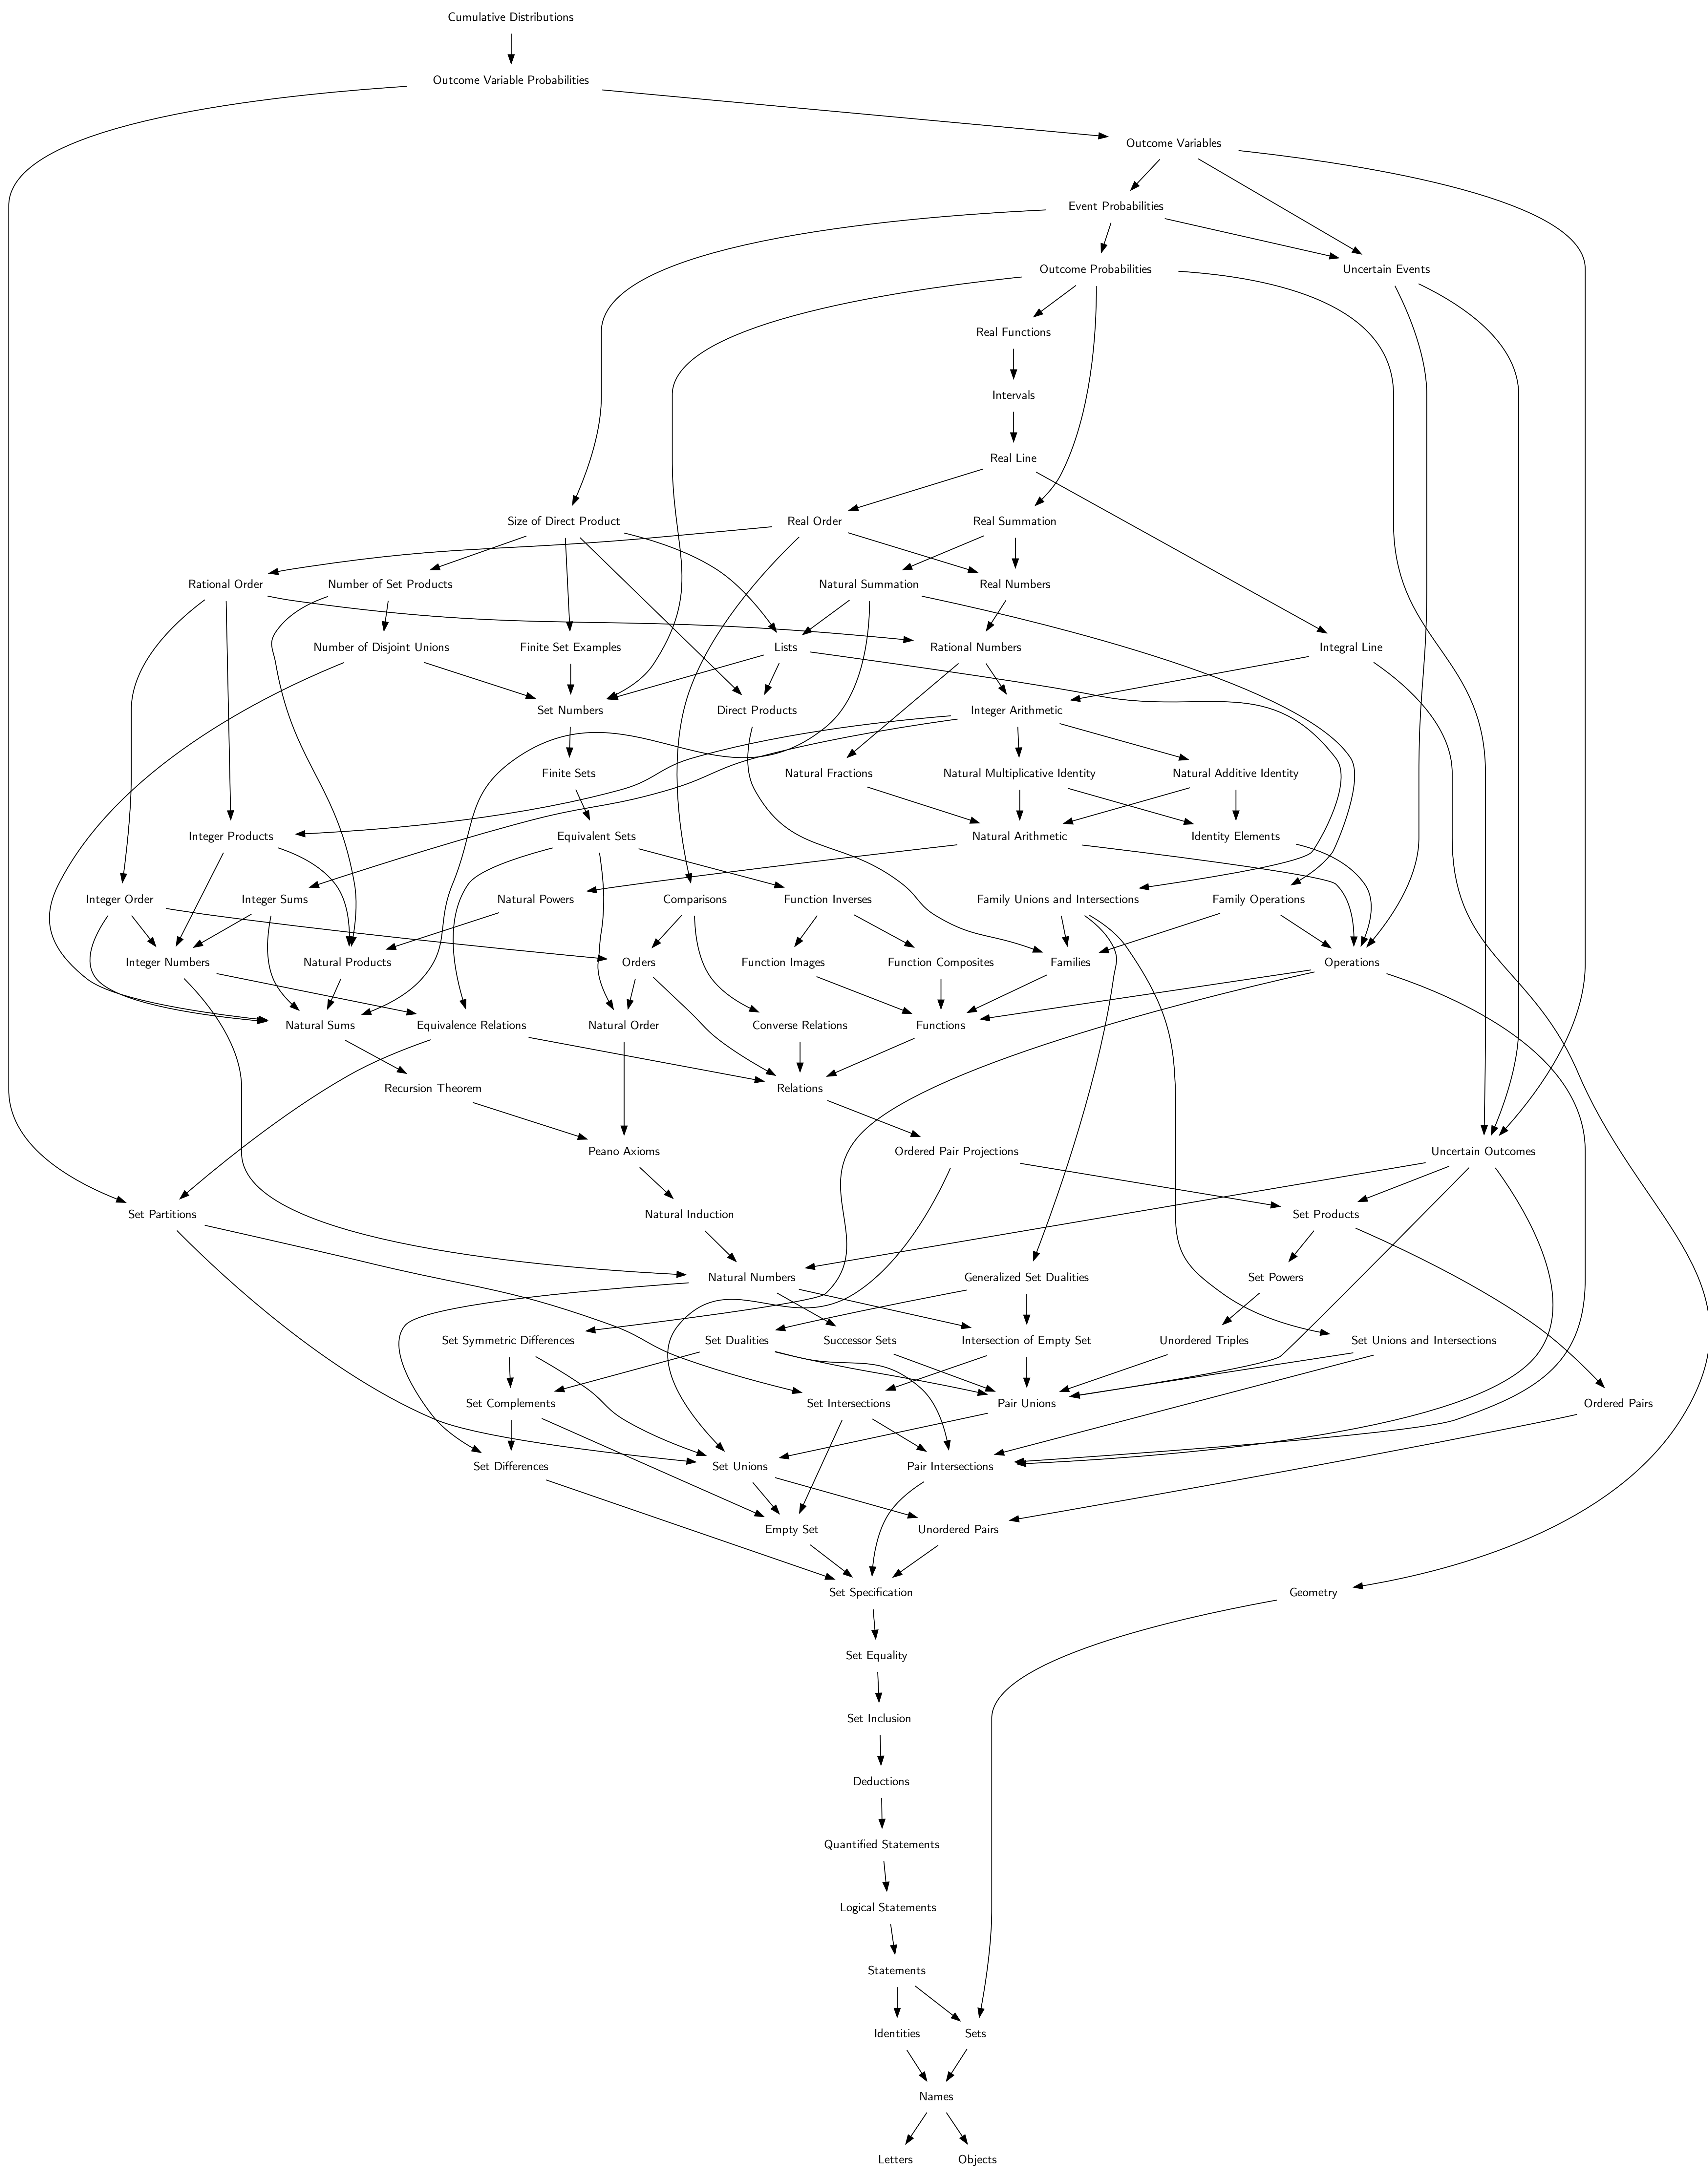 Cumulative Distributions
Outcome Variable Probabilities
Outcome Variables
Event Probabilities
Outcome Probabilities
Uncertain Events
Real Functions
Intervals
Real Line
Size of Direct Product
Real Order
Real Summation
Rational Order
Number of Set Products
Natural Summation
Real Numbers
Number of Disjoint Unions
Finite Set Examples
Lists
Rational Numbers
Integral Line
Set Numbers
Direct Products
Integer Arithmetic
Finite Sets
Natural Fractions
Natural Multiplicative Identity
Natural Additive Identity
Integer Products
Equivalent Sets
Natural Arithmetic
Identity Elements
Integer Order
Integer Sums
Natural Powers
Comparisons
Function Inverses
Family Unions and Intersections
Family Operations
Integer Numbers
Natural Products
Orders
Function Images
Function Composites
Families
Operations
Natural Sums
Equivalence Relations
Natural Order
Converse Relations
Functions
Recursion Theorem
Relations
Peano Axioms
Ordered Pair Projections
Uncertain Outcomes
Set Partitions
Natural Induction
Set Products
Natural Numbers
Generalized Set Dualities
Set Powers
Set Symmetric Differences
Set Dualities
Successor Sets
Intersection of Empty Set
Unordered Triples
Set Unions and Intersections
Set Complements
Set Intersections
Pair Unions
Ordered Pairs
Set Differences
Set Unions
Pair Intersections
Empty Set
Unordered Pairs
Set Specification
Geometry
Set Equality
Set Inclusion
Deductions
Quantified Statements
Logical Statements
Statements
Identities
Sets
Names
Letters
Objects